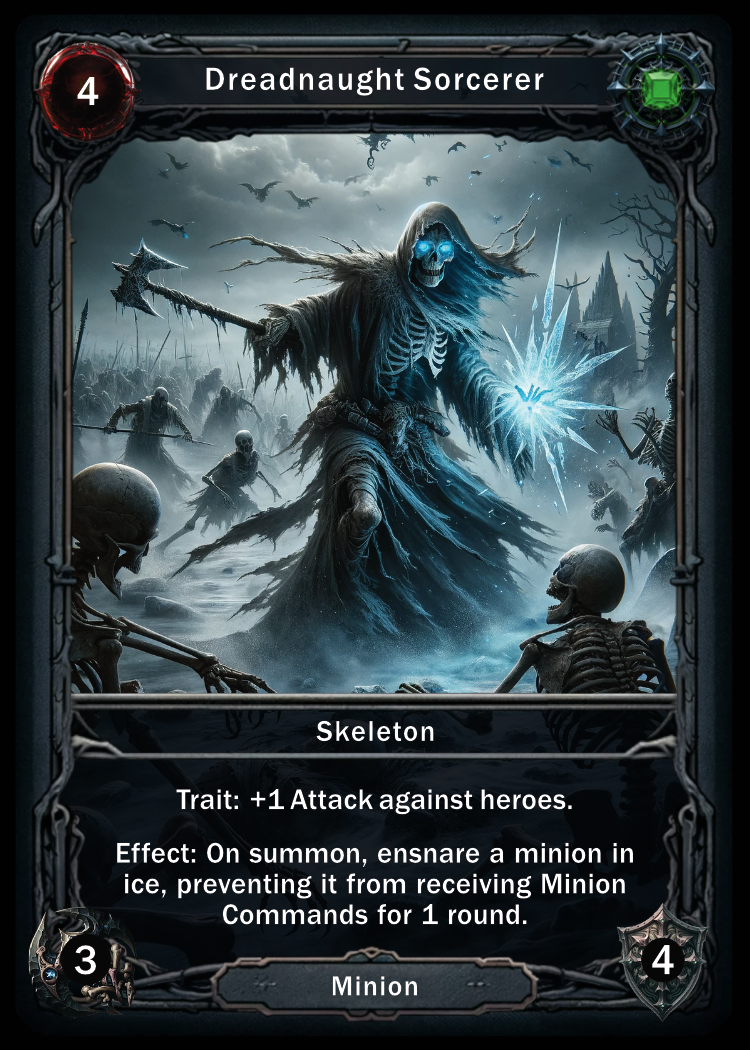 4
Dreadnaught Sorcerer
Skeleton
Trait: +1 Attack against heroes.
Effect: On summon, ensnare a minion in
ice, preventing it from receiving Minion
Commands for 1 round.
3
4
Minion